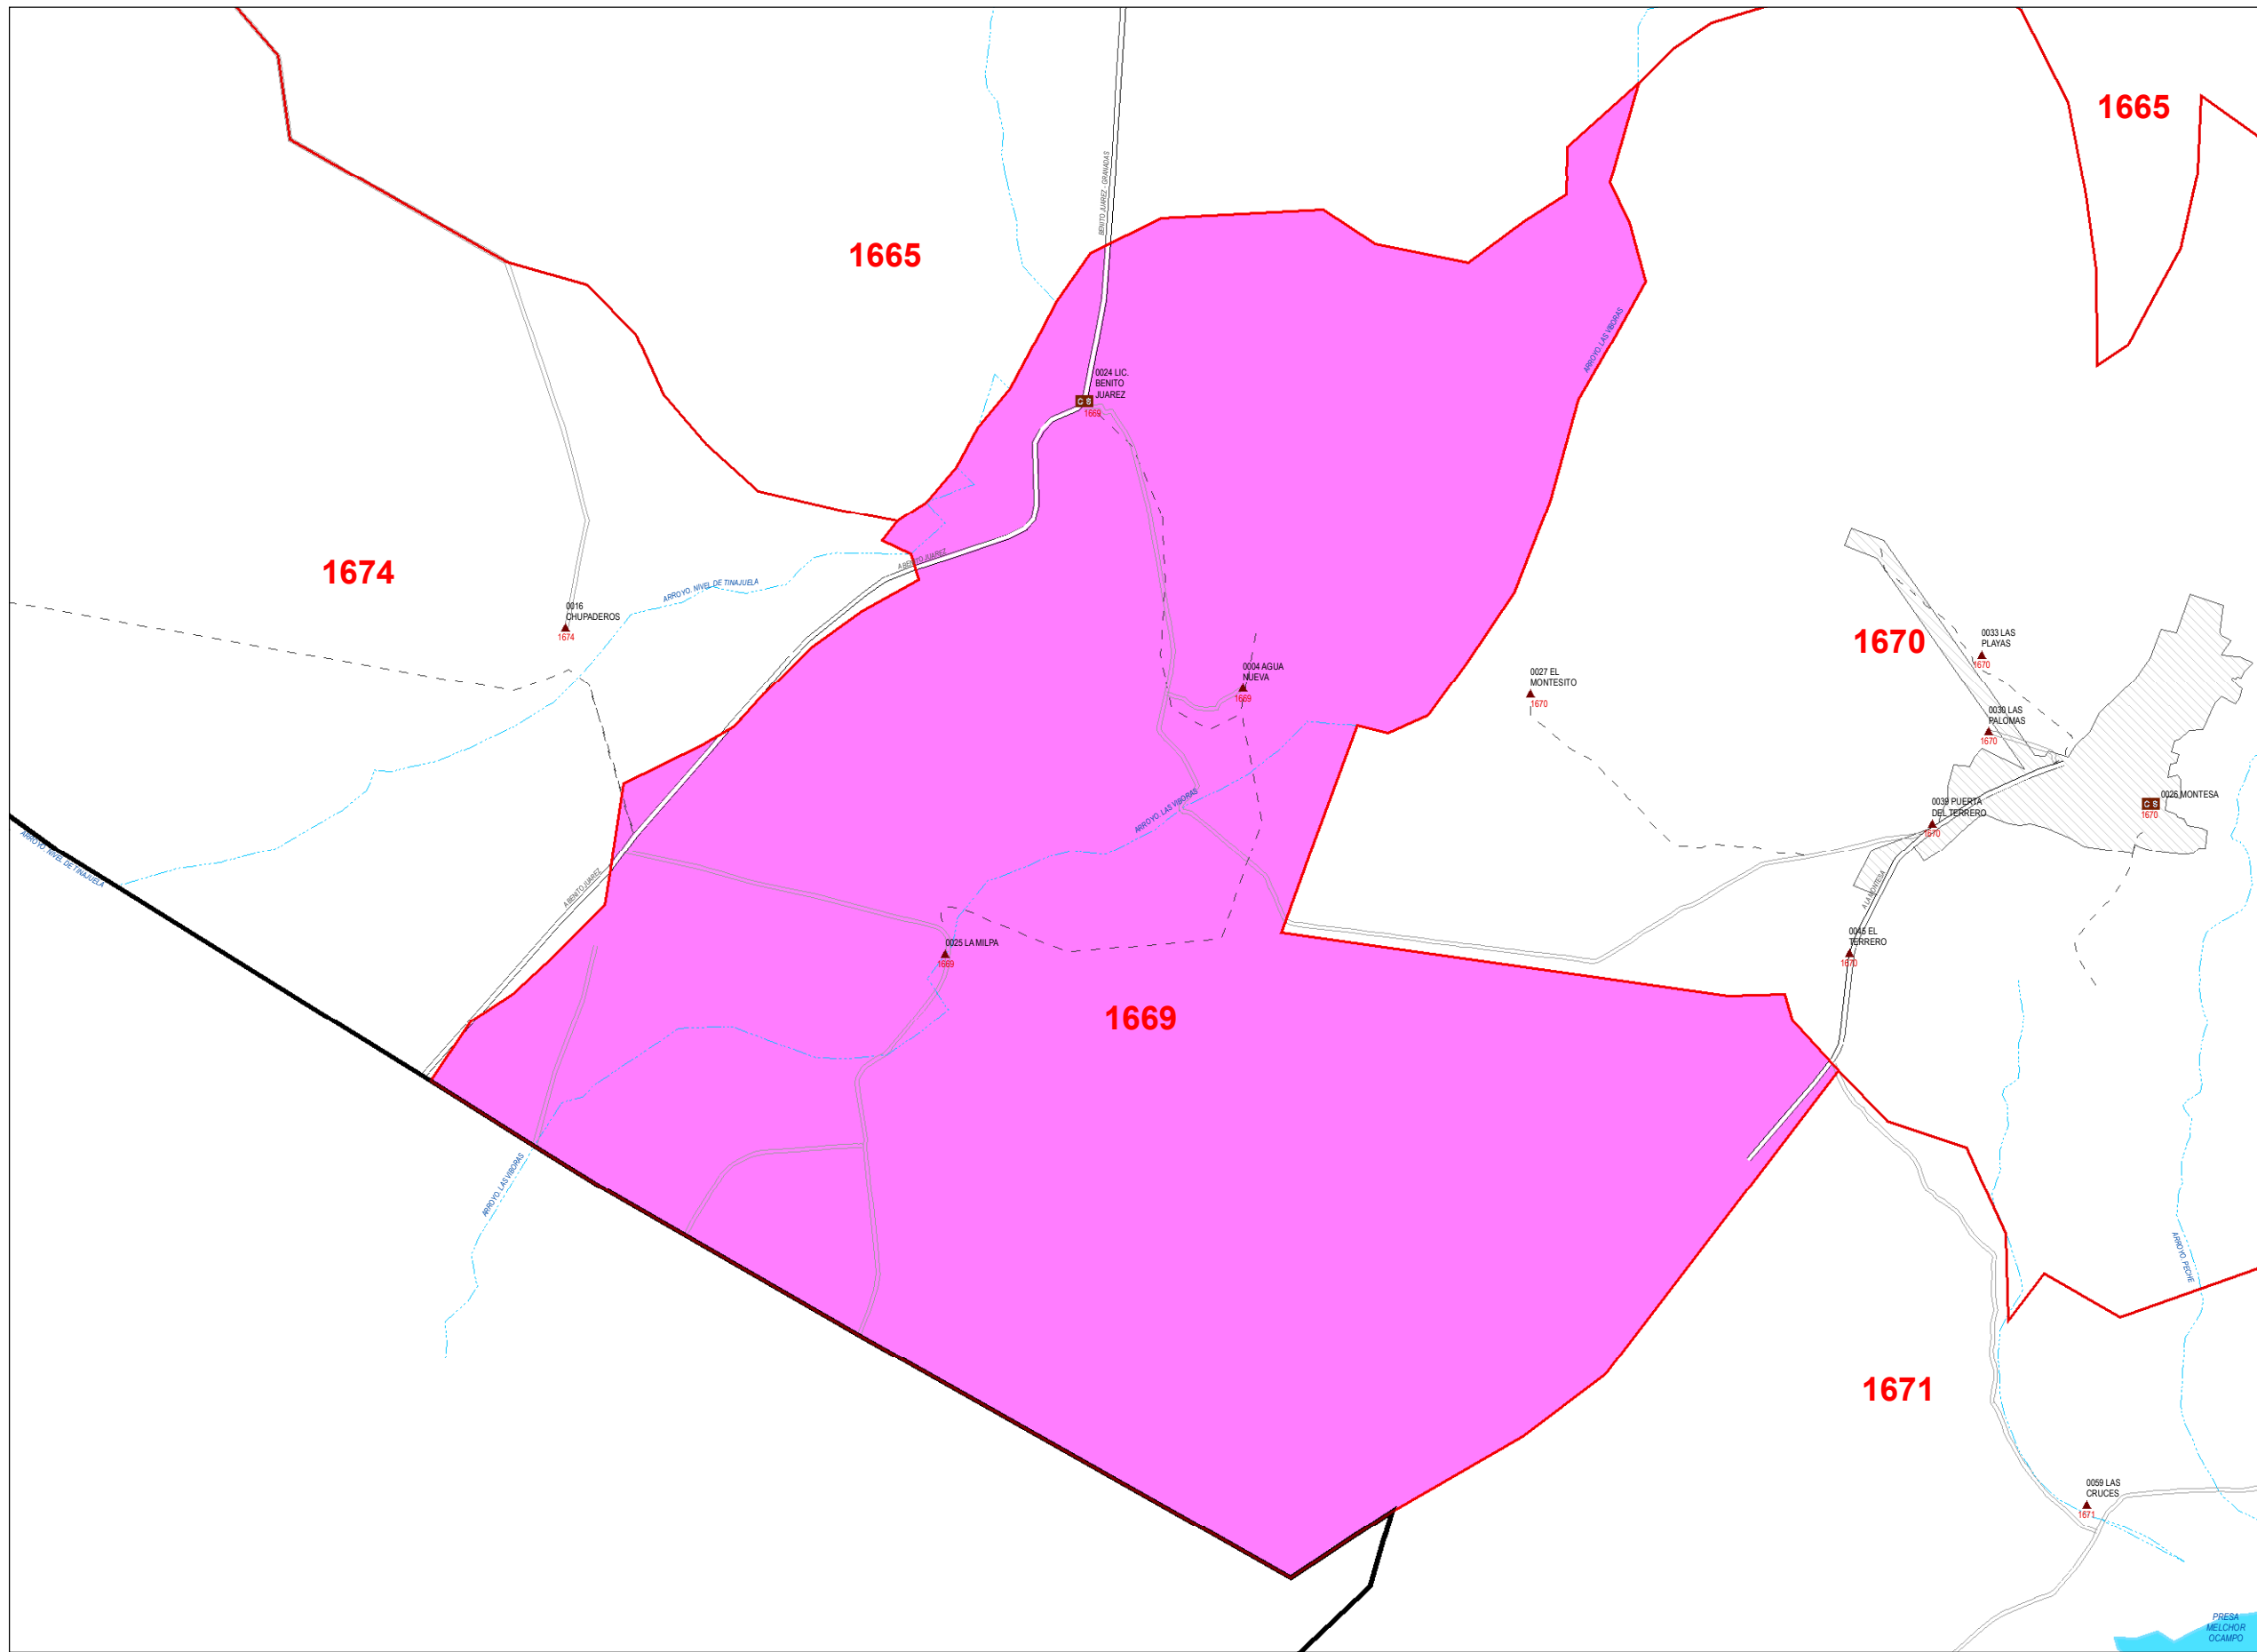 1665
BENITO JUAREZ - GRANADAS
1665
ARROYO. LAS VIBORAS
0024 LIC.
BENITO
JUAREZ
C S
1669
A BENITO JUAREZ
1674
ARROYO. NIVEL DE TINAJUELA
0016
CHUPADEROS
1674
0004 AGUA
NUEVA
1669
0027 EL
MONTESITO
1670
1670
0033 LAS
PLAYAS
1670
0030 LAS
PALOMAS
1670
0026 MONTESA
C S
1670
0039 PUERTA
DEL TERRERO
1670
ARROYO. LAS VIBORAS
ARROYO. NIVEL DE TINAJUELA
A BENITO JUAREZ
A LA MONTESA
0025 LA MILPA
1669
0045 EL
TERRERO
1670
1669
ARROYO. LAS VIBORAS
ARROYO. PECHE
1671
0059 LAS
CRUCES
1671
PRESA
MELCHOR
OCAMPO